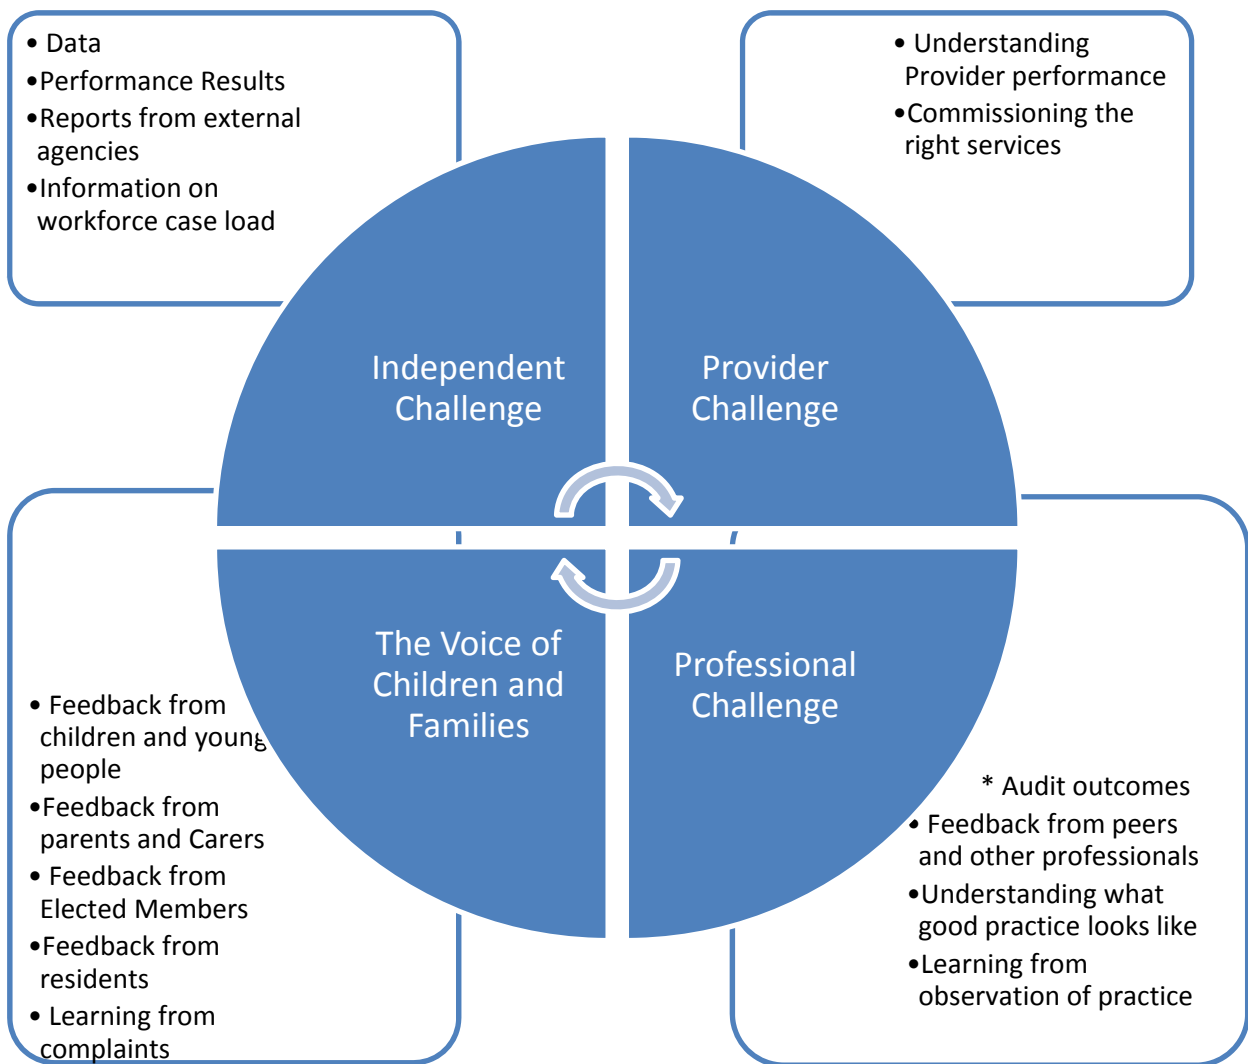 • Data
•Performance Results
•Reports from external
agencies
•Information on
workforce case load
• Understanding
Provider performance
•Commissioning the
right services
Independent
Challenge
Provider
Challenge
The Voice of
Children and
Families
Professional
Challenge
• Feedback from
children and young
people
•Feedback from
parents and Carers
• Feedback from
Elected Members
•Feedback from
residents
• Learning from
complaints
* Audit outcomes
• Feedback from peers
and other professionals
•Understanding what
good practice looks like
•Learning from
observation of practice